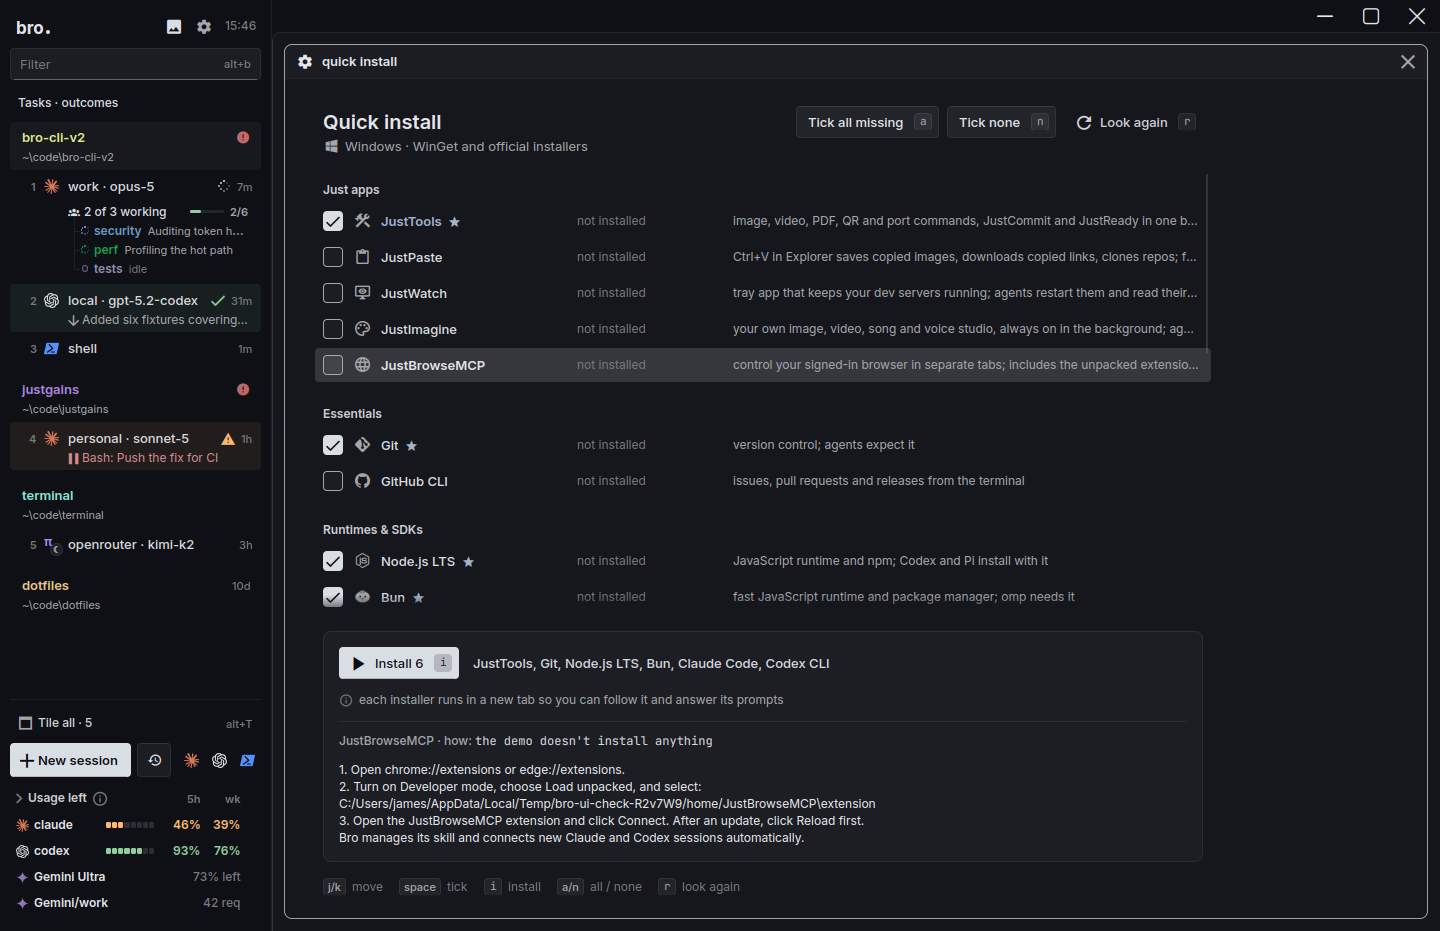 bro.
15:46
Filter
alt+b
Tasks · outcomes
bro-cli-v2
~\code\bro-cli-v2
1 work · opus-5 7m
2 of 3 working 2/6
security Auditing token h...
perf Profiling the hot path
tests idle
2 local · gpt-5.2-codex 31m
Added six fixtures covering...
3 shell 1m
justgains
~\code\justgains
4 personal · sonnet-5 1h
Bash: Push the fix for CI
terminal
~\code\terminal
5 openrouter · kimi-k2 3h
dotfiles 10d
~\code\dotfiles
Tile all · 5 alt+T
New session
Usage left 5h wk
claude 46% 39%
codex 93% 76%
Gemini Ultra 73% left
Gemini/work 42 req
quick install
Quick install
Tick all missing a
Tick none n
Look again r
Windows · WinGet and official installers
Just apps
JustTools not installed image, video, PDF, QR and port commands, JustCommit and JustReady in one b...
JustPaste not installed Ctrl+V in Explorer saves copied images, downloads copied links, clones repos; f...
JustWatch not installed tray app that keeps your dev servers running; agents restart them and read their...
JustImagine not installed your own image, video, song and voice studio, always on in the background; ag...
JustBrowseMCP not installed control your signed-in browser in separate tabs; includes the unpacked extensio...
Essentials
Git not installed version control; agents expect it
GitHub CLI not installed issues, pull requests and releases from the terminal
Runtimes & SDKs
Node.js LTS not installed JavaScript runtime and npm; Codex and Pi install with it
Bun not installed fast JavaScript runtime and package manager; omp needs it
Install 6 i JustTools, Git, Node.js LTS, Bun, Claude Code, Codex CLI
each installer runs in a new tab so you can follow it and answer its prompts
JustBrowseMCP · how: the demo doesn't install anything
1. Open chrome://extensions or edge://extensions.
2. Turn on Developer mode, choose Load unpacked, and select:
C:/Users/james/AppData/Local/Temp/bro-ui-check-R2v7W9/home/JustBrowseMCP\extension
3. Open the JustBrowseMCP extension and click Connect. After an update, click Reload first.
Bro manages its skill and connects new Claude and Codex sessions automatically.
j/k move space tick i install a/n all / none r look again